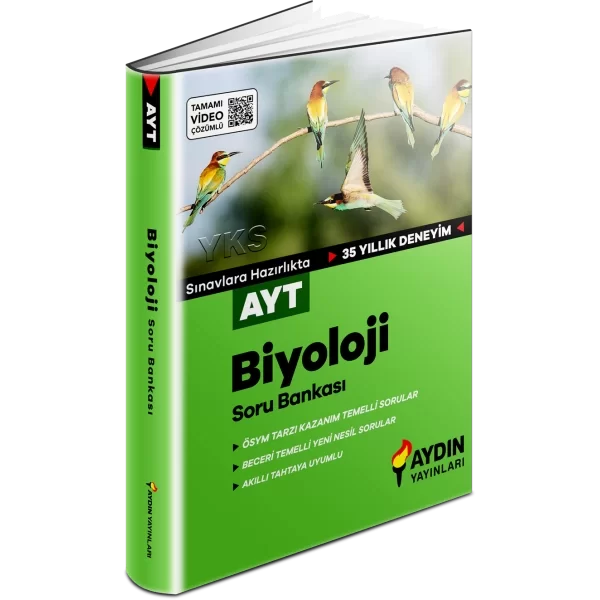 AYT
Biyoloji
Soru Bankası
AYDIN
YAYINLARI
TAMAMI
VİDEO
ÇÖZÜMLÜ
YKS
Sınavlara Hazırlıkta
35 YILLIK DENEYİM
AYT
Biyoloji
Soru Bankası
ÖSYM TARZI KAZANIM TEMELLİ SORULAR
BECERİ TEMELLİ YENİ NESİL SORULAR
AKILLI TAHTAYA UYUMLU
AYDIN
YAYINLARI